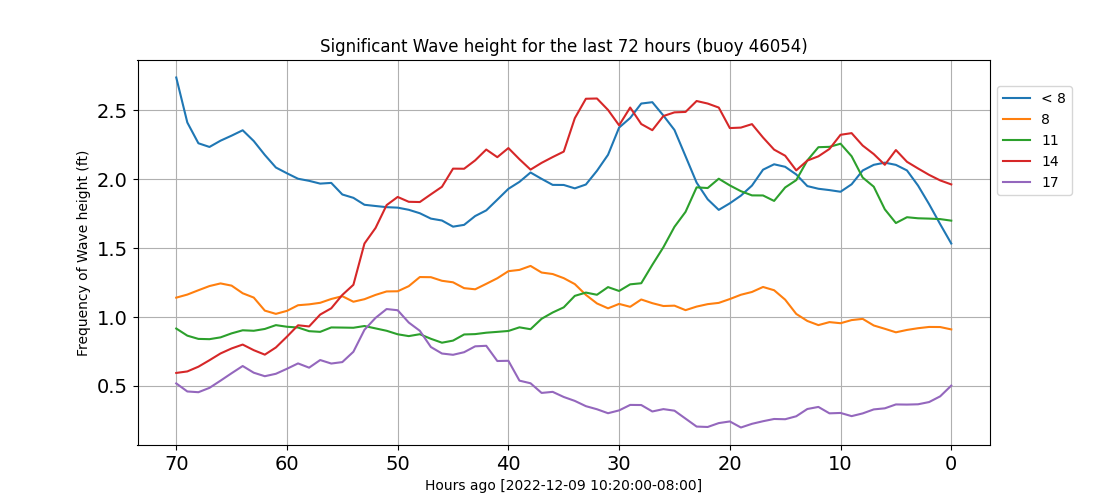 Significant Wave height for the last 72 hours (buoy 46054)
Frequency of Wave height (ft)
2.5
2.0
1.5
1.0
0.5
70 60 50 40 30 20 10 0
Hours ago [2022-12-09 10:20:00-08:00]
< 8
8
11
14
17